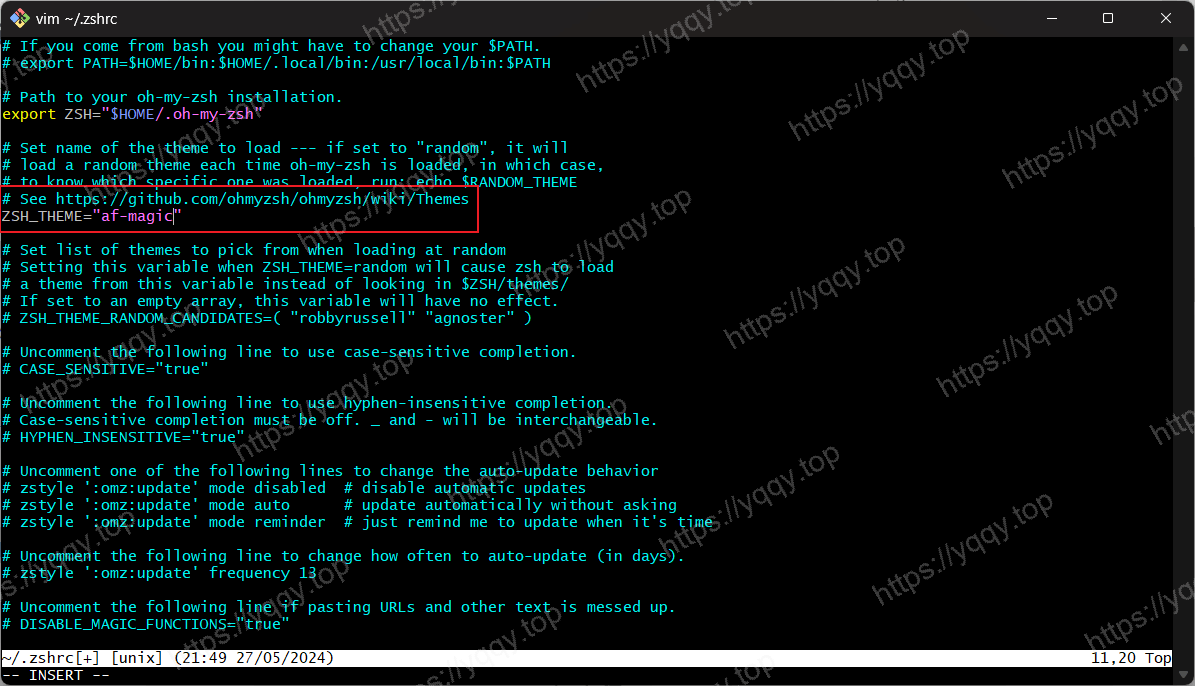 vim ~/.zshrc
# If you come from bash you might have to change your $PATH.
# export PATH=$HOME/bin:$HOME/.local/bin:/usr/local/bin:$PATH
# Path to your oh-my-zsh installation.
export ZSH="$HOME/.oh-my-zsh"
# Set name of the theme to load --- if set to "random", it will
# load a random theme each time oh-my-zsh is loaded, in which case,
# to know which specific one was loaded, run: echo $RANDOM_THEME
# See https://github.com/ohmyzsh/ohmyzsh/wiki/Themes
ZSH_THEME="af-magic"
# Set list of themes to pick from when loading at random
# Setting this variable when ZSH_THEME=random will cause zsh to load
# a theme from this variable instead of looking in $ZSH/themes/
# If set to an empty array, this variable will have no effect.
# ZSH_THEME_RANDOM_CANDIDATES=( "robbyrussell" "agnoster" )
# Uncomment the following line to use case-sensitive completion.
# CASE_SENSITIVE="true"
# Uncomment the following line to use hyphen-insensitive completion.
# Case-sensitive completion must be off. _ and - will be interchangeable.
# HYPHEN_INSENSITIVE="true"
# Uncomment one of the following lines to change the auto-update behavior
# zstyle ':omz:update' mode disabled  # disable automatic updates
# zstyle ':omz:update' mode auto      # update automatically without asking
# zstyle ':omz:update' mode reminder  # just remind me to update when it's time
# Uncomment the following line to change how often to auto-update (in days).
# zstyle ':omz:update' frequency 13
# Uncomment the following line if pasting URLs and other text is messed up.
# DISABLE_MAGIC_FUNCTIONS="true"
~/.zshrc[+] [unix] (21:49 27/05/2024) 11,20 Top
-- INSERT --
https://yqqy.top